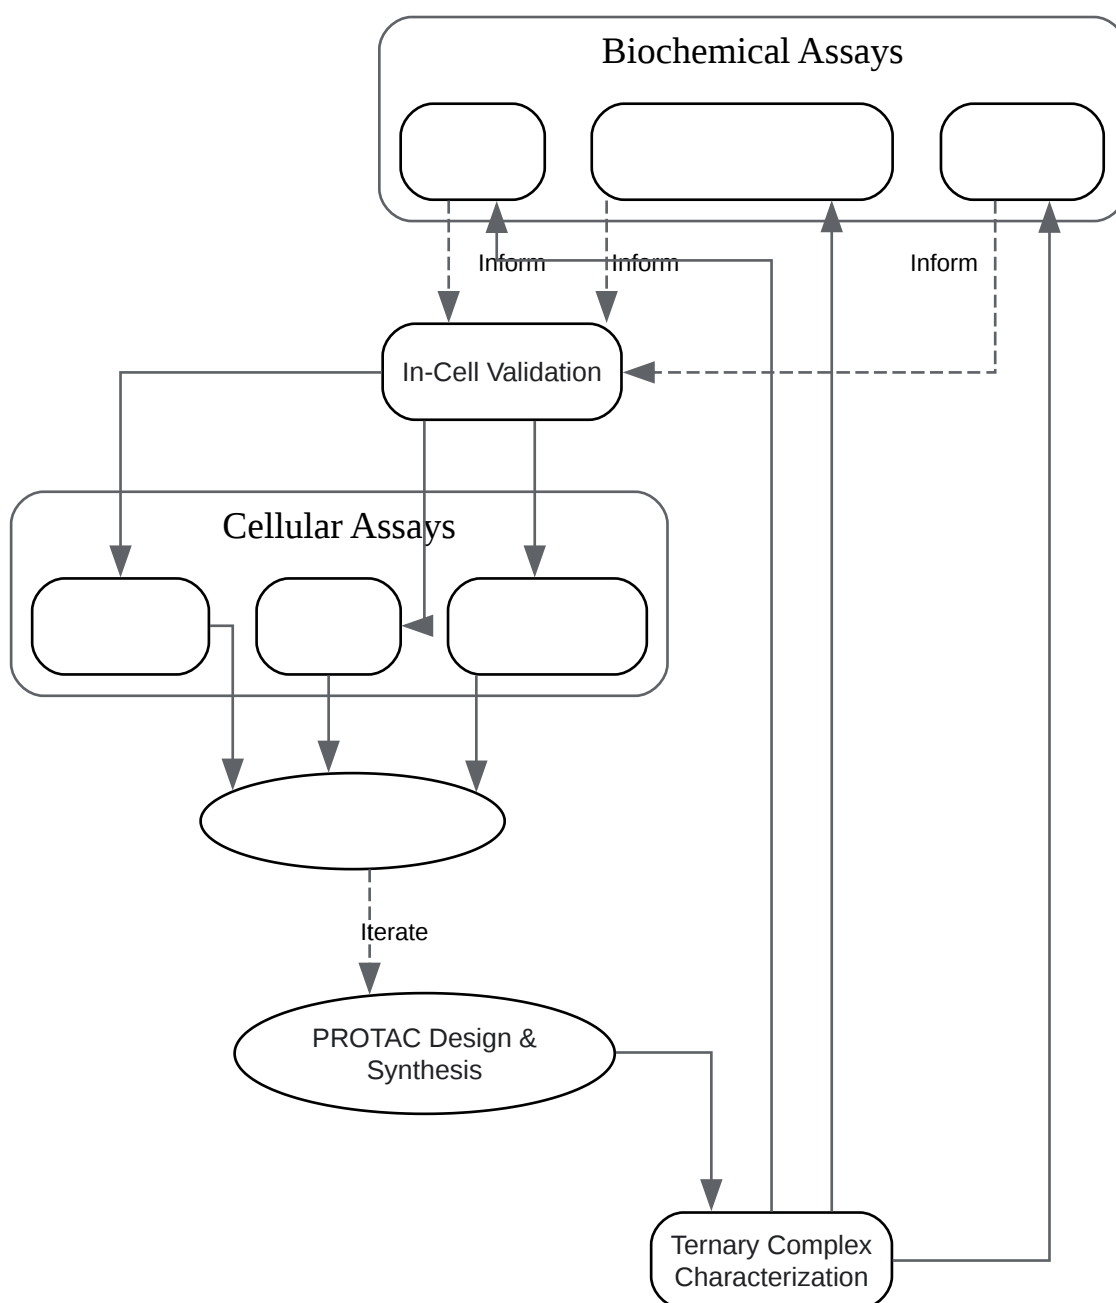 Biochemical Assays
Inform
Inform
Inform
In-Cell Validation
Cellular Assays
Iterate
PROTAC Design &
Synthesis
Ternary Complex
Characterization